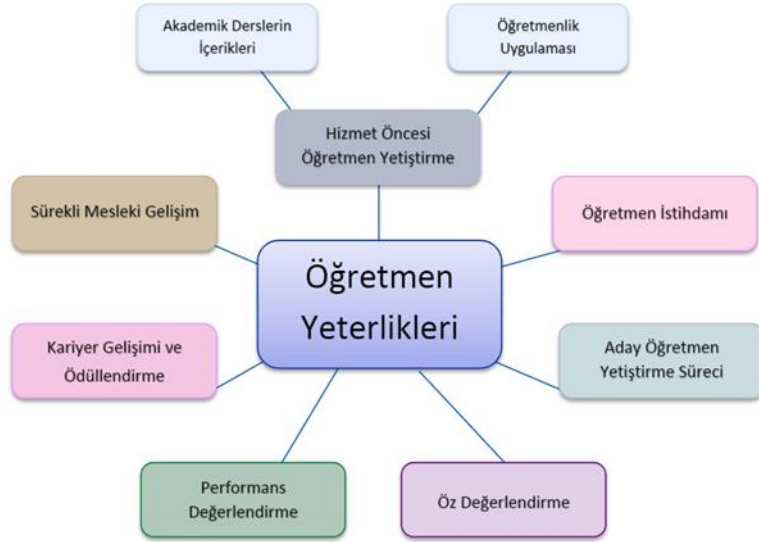 Akademik Derslerin
İçerikleri
Öğretmenlik
Uygulaması
Hizmet Öncesi
Öğretmen Yetiştirme
Sürekli Mesleki Gelişim
Öğretmen İstihdamı
Öğretmen
Yeterlikleri
Kariyer Gelişimi ve
Ödüllendirme
Aday Öğretmen
Yetiştirme Süreci
Performans
Değerlendirme
Öz Değerlendirme